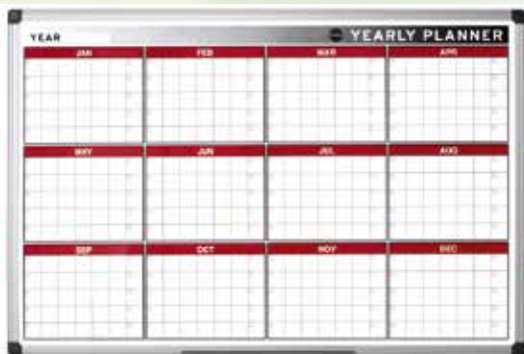 YEAR YEARLY PLANNER
JAN FEB MAR APR
MAY JUN JUL AUG
SEP OCT NOV DEC